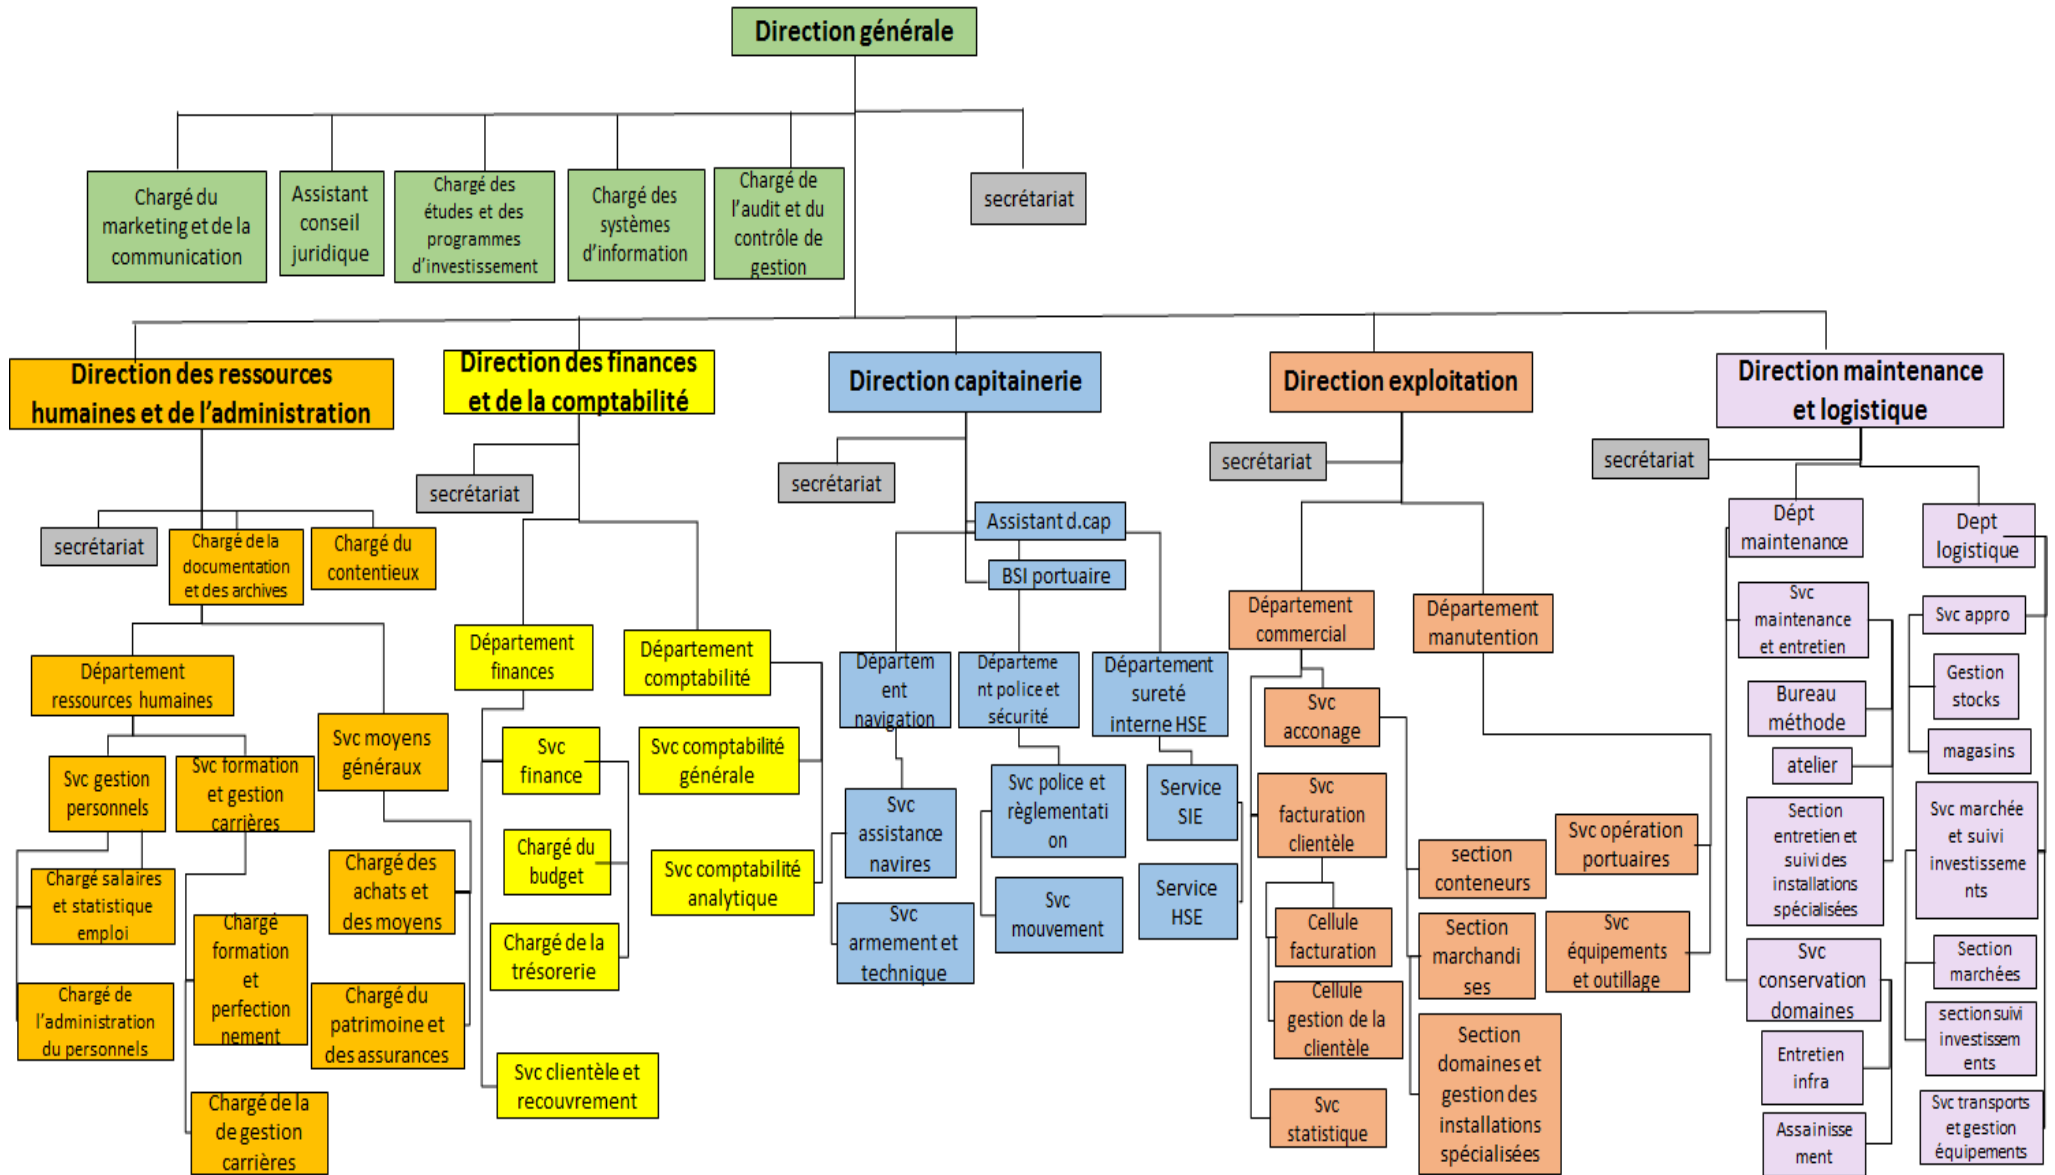 Direction générale
Chargé du
marketing et de la
communication
Assistant
conseil
juridique
Chargé des
études et des
programmes
d'investissement
Chargé des
systèmes
d'information
Chargé de
l'audit et du
contrôle de
gestion
secrétariat
Direction des ressources
humaines et de l'administration
Direction des finances
et de la comptabilité
Direction capitainerie
Direction exploitation
Direction maintenance
et logistique
secrétariat
Chargé de la
documentation
et des archives
Chargé du
contentieux
Département
ressources humaines
Svc moyens
généraux
Svc gestion
personnels
Svc formation
et gestion
carrières
Chargé salaires
et statistique
emploi
Chargé de
l'administration
du personnels
Chargé
formation
et
perfection
nement
Chargé de la
de gestion
carrières
Chargé des
achats et
des moyens
Chargé du
patrimoine et
des assurances
secrétariat
Département
finances
Département
comptabilité
Svc
finance
Chargé du
budget
Chargé de la
trésorerie
Svc clientèle et
recouvrement
Svc comptabilité
générale
Svc comptabilité
analytique
secrétariat
Assistant d.cap
BSI portuaire
Départem
ent
navigation
Départeme
nt police et
sécurité
Département
sureté
interne HSE
Svc
assistance
navires
Svc
armement et
technique
Svc police et
règlementati
on
Svc
mouvement
Service
SIE
Service
HSE
secrétariat
Département
commercial
Département
manutention
Svc
acconage
Svc
facturation
clientèle
Cellule
facturation
Cellule
gestion de la
clientèle
Svc
statistique
section
conteneurs
Section
marchandi
ses
Section
domaines et
gestion des
installations
spécialisées
Svc opération
portuaires
Svc
équipements
et outillage
secrétariat
Dépt
maintenance
Dept
logistique
Svc
maintenance
et entretien
Bureau
méthode
atelier
Section
entretien et
suivi des
installations
spécialisées
Svc
conservation
domaines
Entretien
infra
Assainisse
ment
Svc appro
Gestion
stocks
magasins
Svc marchée
et suivi
investisseme
nts
Section
marchées
section suivi
investissem
ents
Svc transports
et gestion
équipements